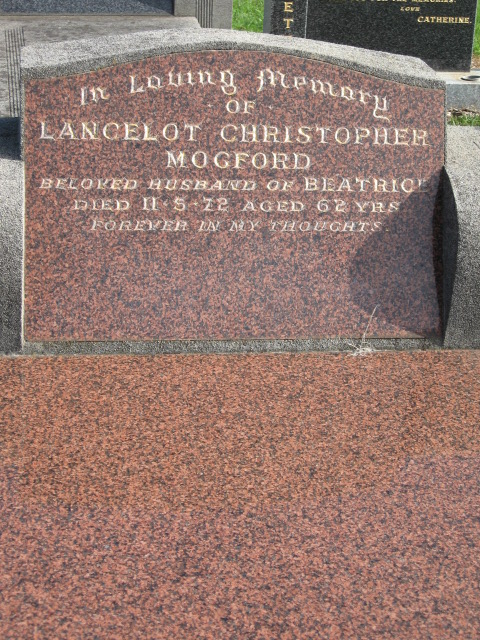 In Loving Memory
· OF ·
LANCELOT CHRISTOPHER
MOGFORD
BELOVED HUSBAND OF BEATRICE
DIED 11·5·72 AGED 62 YRS.
FOREVER IN MY THOUGHTS.
E
T
LOVE
CATHERINE.